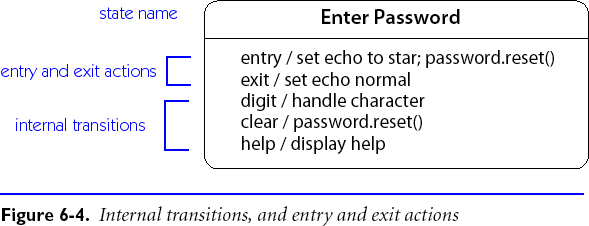 state name
Enter Password
entry and exit actions
entry / set echo to star; password.reset()
exit / set echo normal
internal transitions
digit / handle character
clear / password.reset()
help / display help
Figure 6-4. Internal transitions, and entry and exit actions